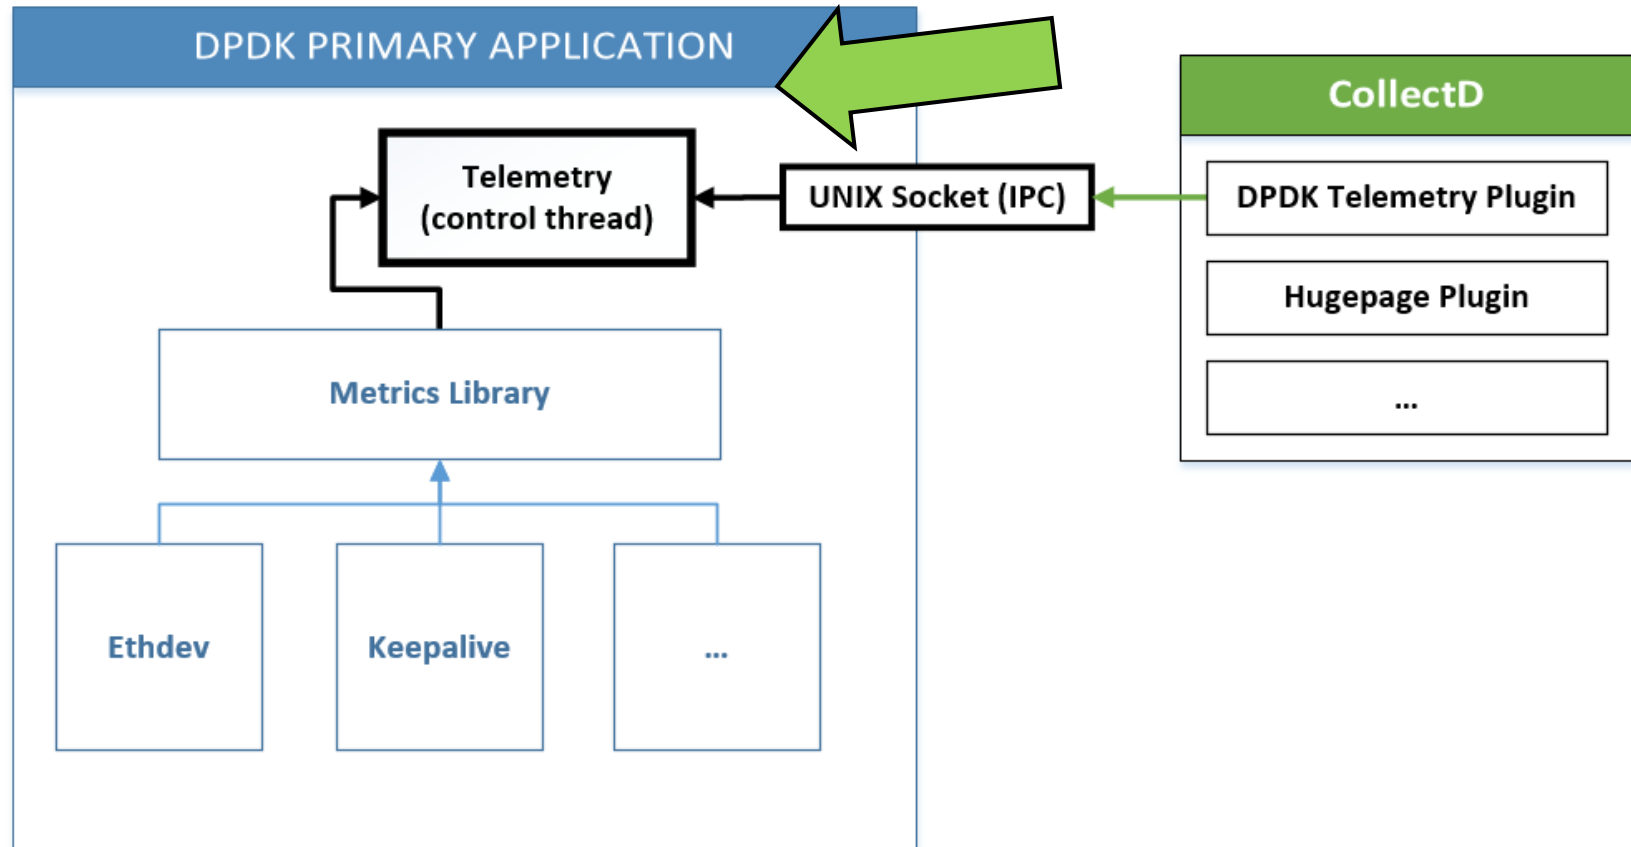 DPDK PRIMARY APPLICATION
Telemetry
(control thread)
UNIX Socket (IPC)
Metrics Library
Ethdev
Keepalive
...
CollectD
DPDK Telemetry Plugin
Hugepage Plugin
...